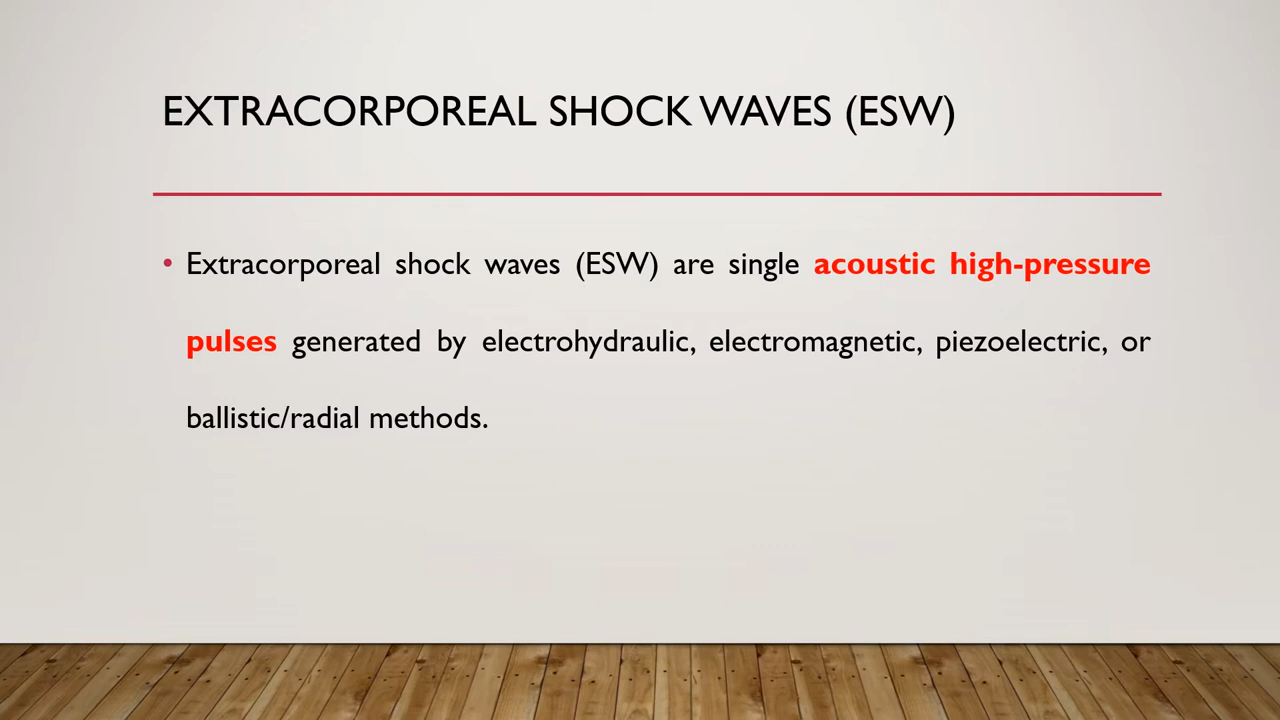 EXTRACORPOREAL SHOCK WAVES (ESW)
• Extracorporeal shock waves (ESW) are single acoustic high-pressure
pulses generated by electrohydraulic, electromagnetic, piezoelectric, or
ballistic/radial methods.